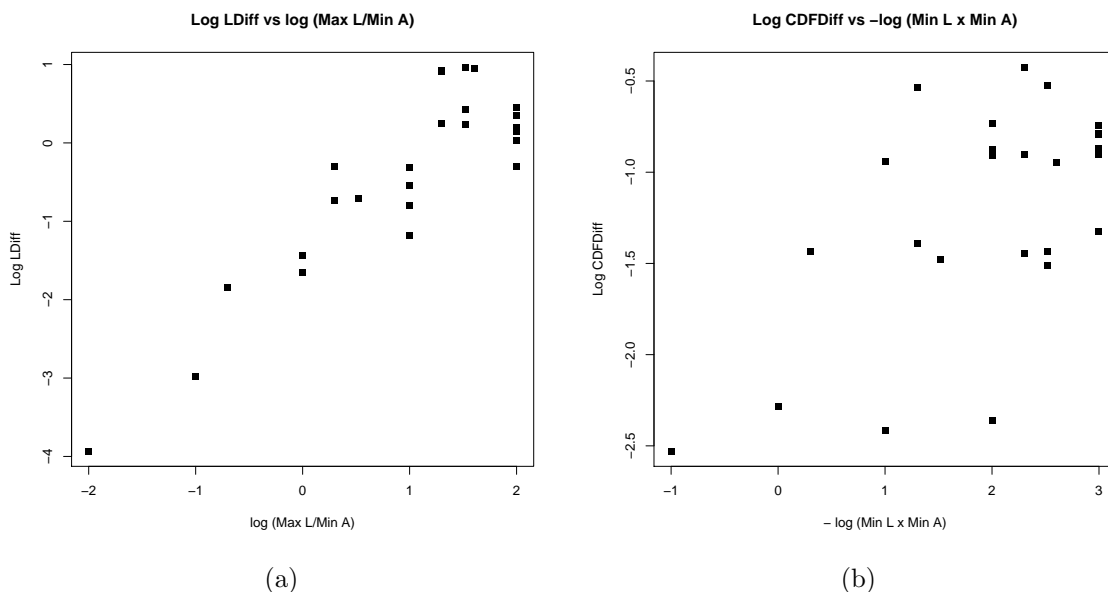 Log LDiff vs log (Max L/Min A)
1
0
−1
−2
−3
−4
Log LDiff
−2 −1 0 1 2
log (Max L/Min A)
(a)
Log CDFDiff vs −log (Min L x Min A)
−0.5
−1.0
−1.5
−2.0
−2.5
Log CDFDiff
−1 0 1 2 3
− log (Min L x Min A)
(b)